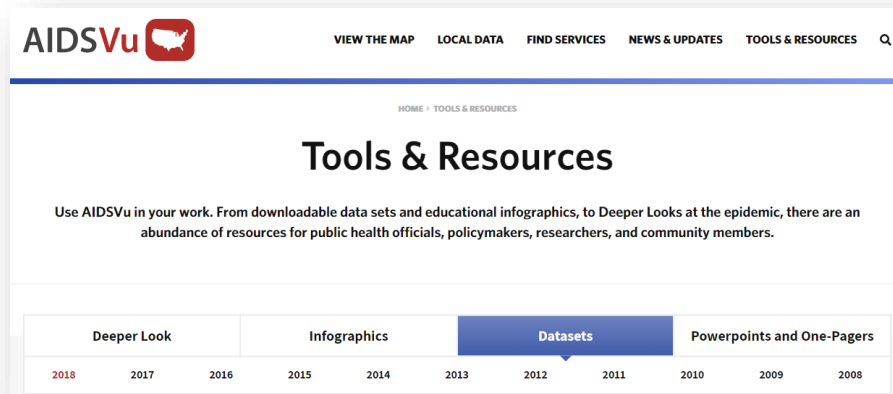 AIDSVu
VIEW THE MAP LOCAL DATA FIND SERVICES NEWS & UPDATES TOOLS & RESOURCES
HOME › TOOLS & RESOURCES
Tools & Resources
Use AIDSVu in your work. From downloadable data sets and educational infographics, to Deeper Looks at the epidemic, there are an
abundance of resources for public health officials, policymakers, researchers, and community members.
Deeper Look Infographics Datasets Powerpoints and One-Pagers
2018 2017 2016 2015 2014 2013 2012 2011 2010 2009 2008